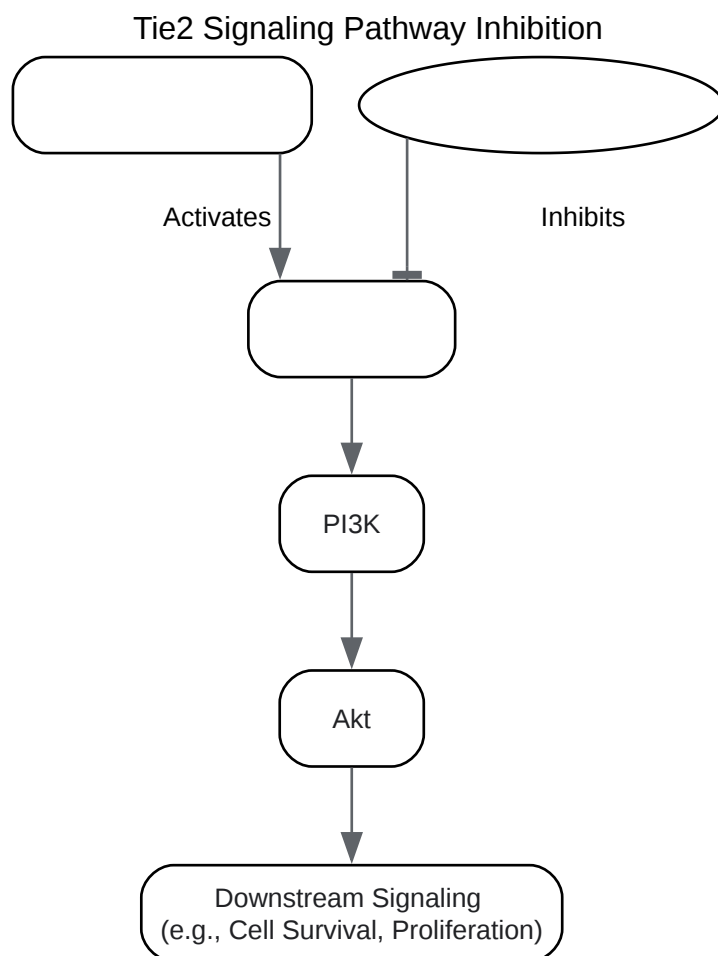 Tie2 Signaling Pathway Inhibition
Activates
Inhibits
PI3K
Akt
Downstream Signaling
(e.g., Cell Survival, Proliferation)